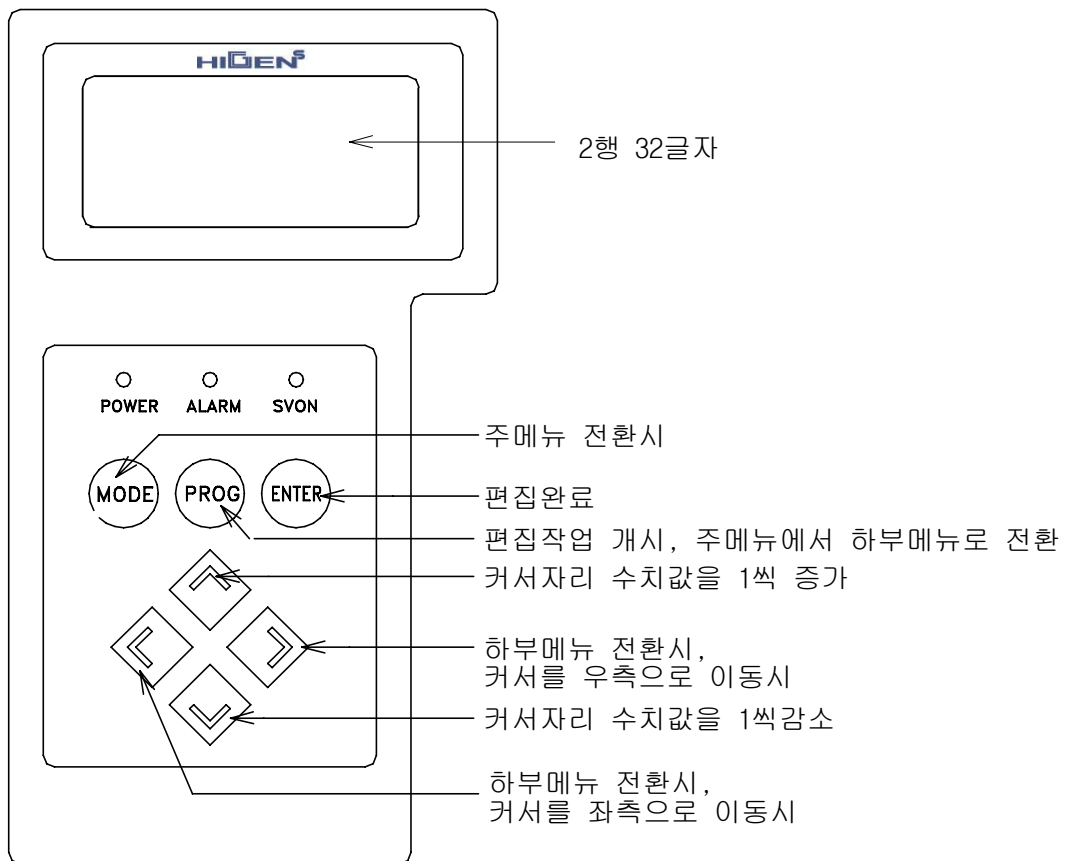 HIGEN S
2행 32글자
POWER ALARM SVON
주메뉴 전환시
MODE PROG ENTER
편집완료
편집작업 개시, 주메뉴에서 하부메뉴로 전환
커서자리 수치값을 1씩 증가
하부메뉴 전환시,
커서를 우측으로 이동시
커서자리 수치값을 1씩감소
하부메뉴 전환시,
커서를 좌측으로 이동시